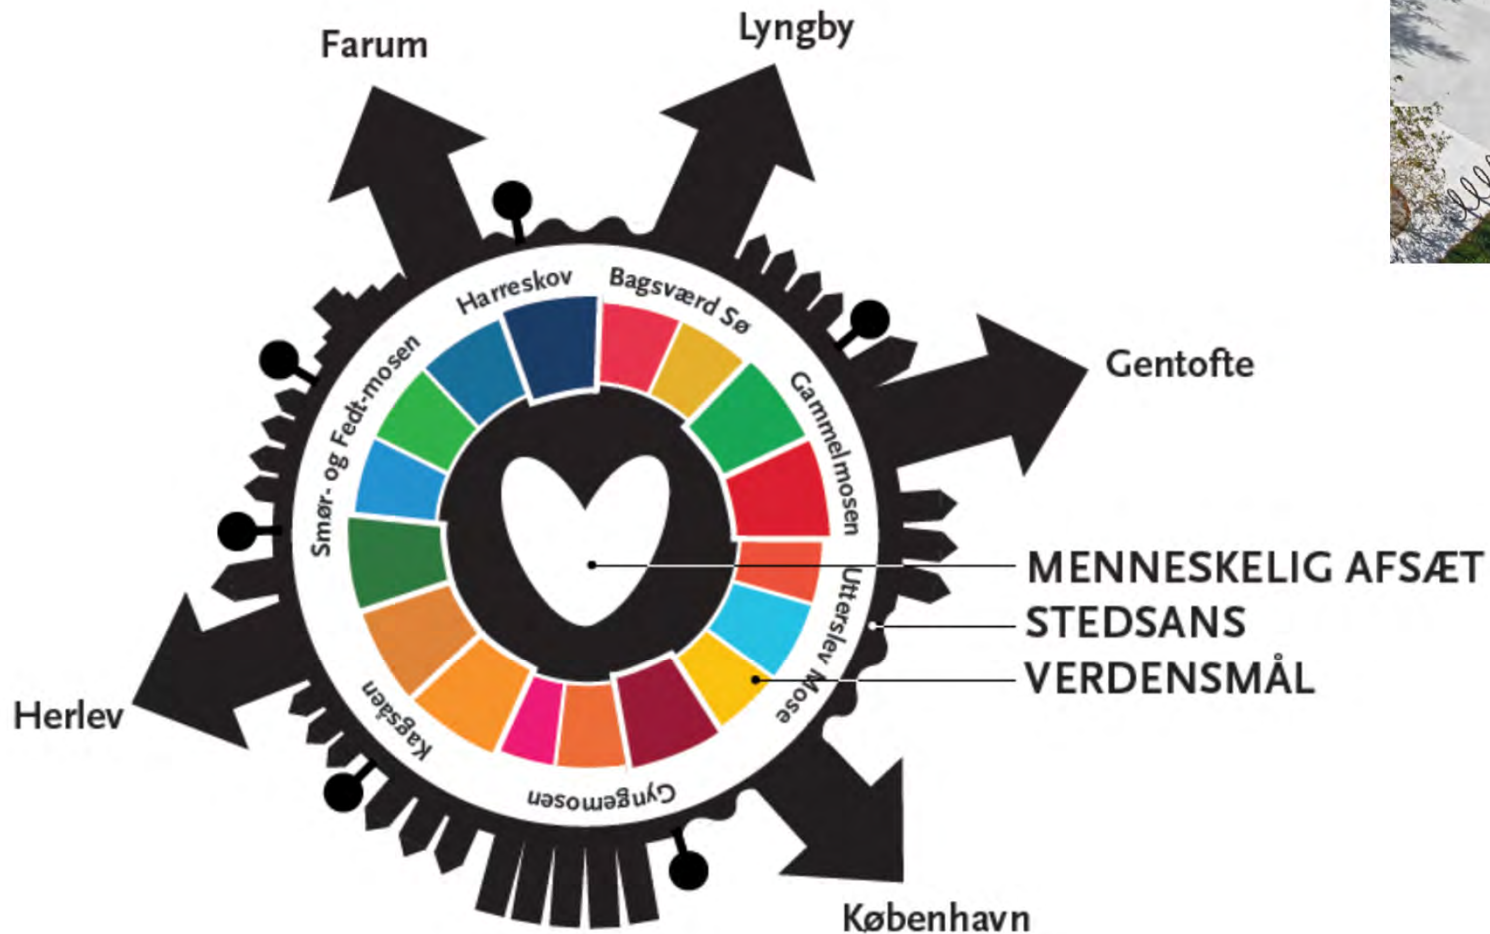 Farum
Lyngby
Gentofte
København
Herlev
Harreskov
Bagsværd Sø
Gammelmosen
Utterslev Mose
Gyngemosen
Kagsåen
Smør- og Fedt-mosen
MENNESKELIG AFSÆT
STEDSANS
VERDENSMÅL